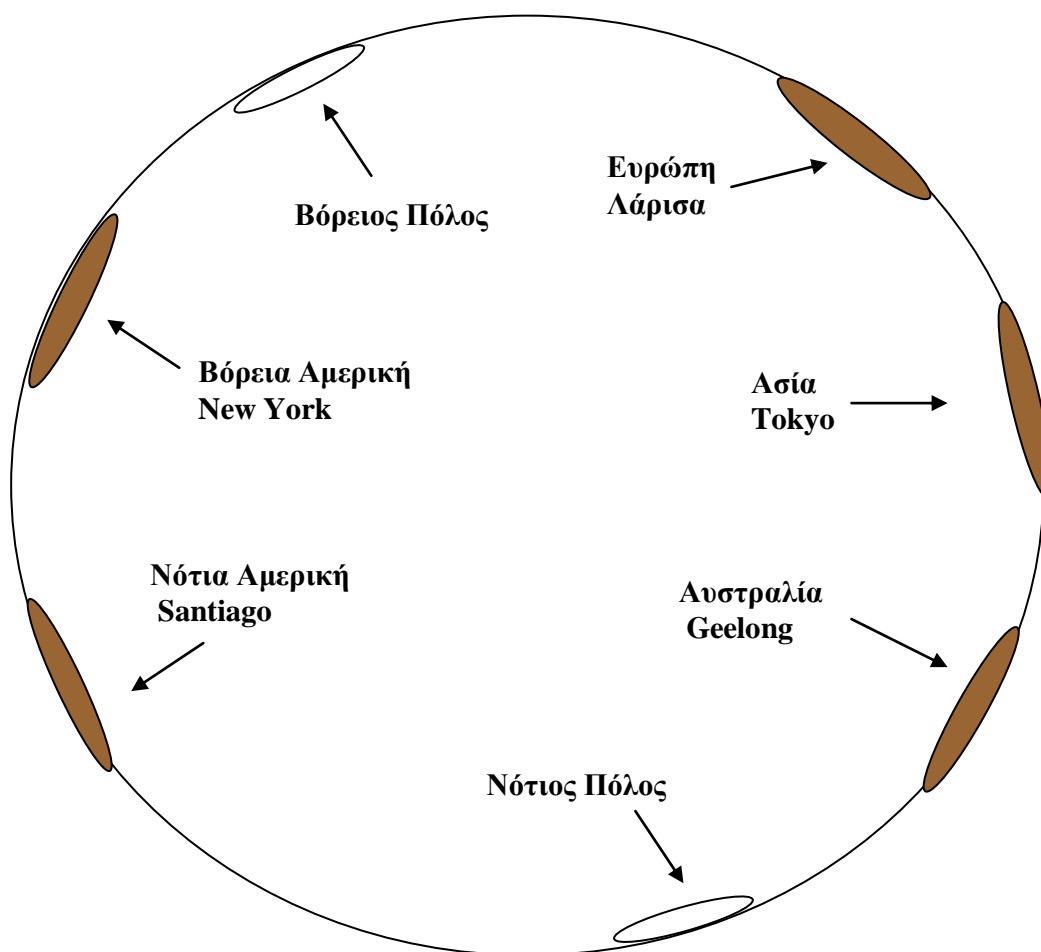 Ευρώπη
Λάρισα
Βόρειος Πόλος
Βόρεια Αμερική
New York
Ασία
Tokyo
Νότια Αμερική
Santiago
Αυστραλία
Geelong
Νότιος Πόλος